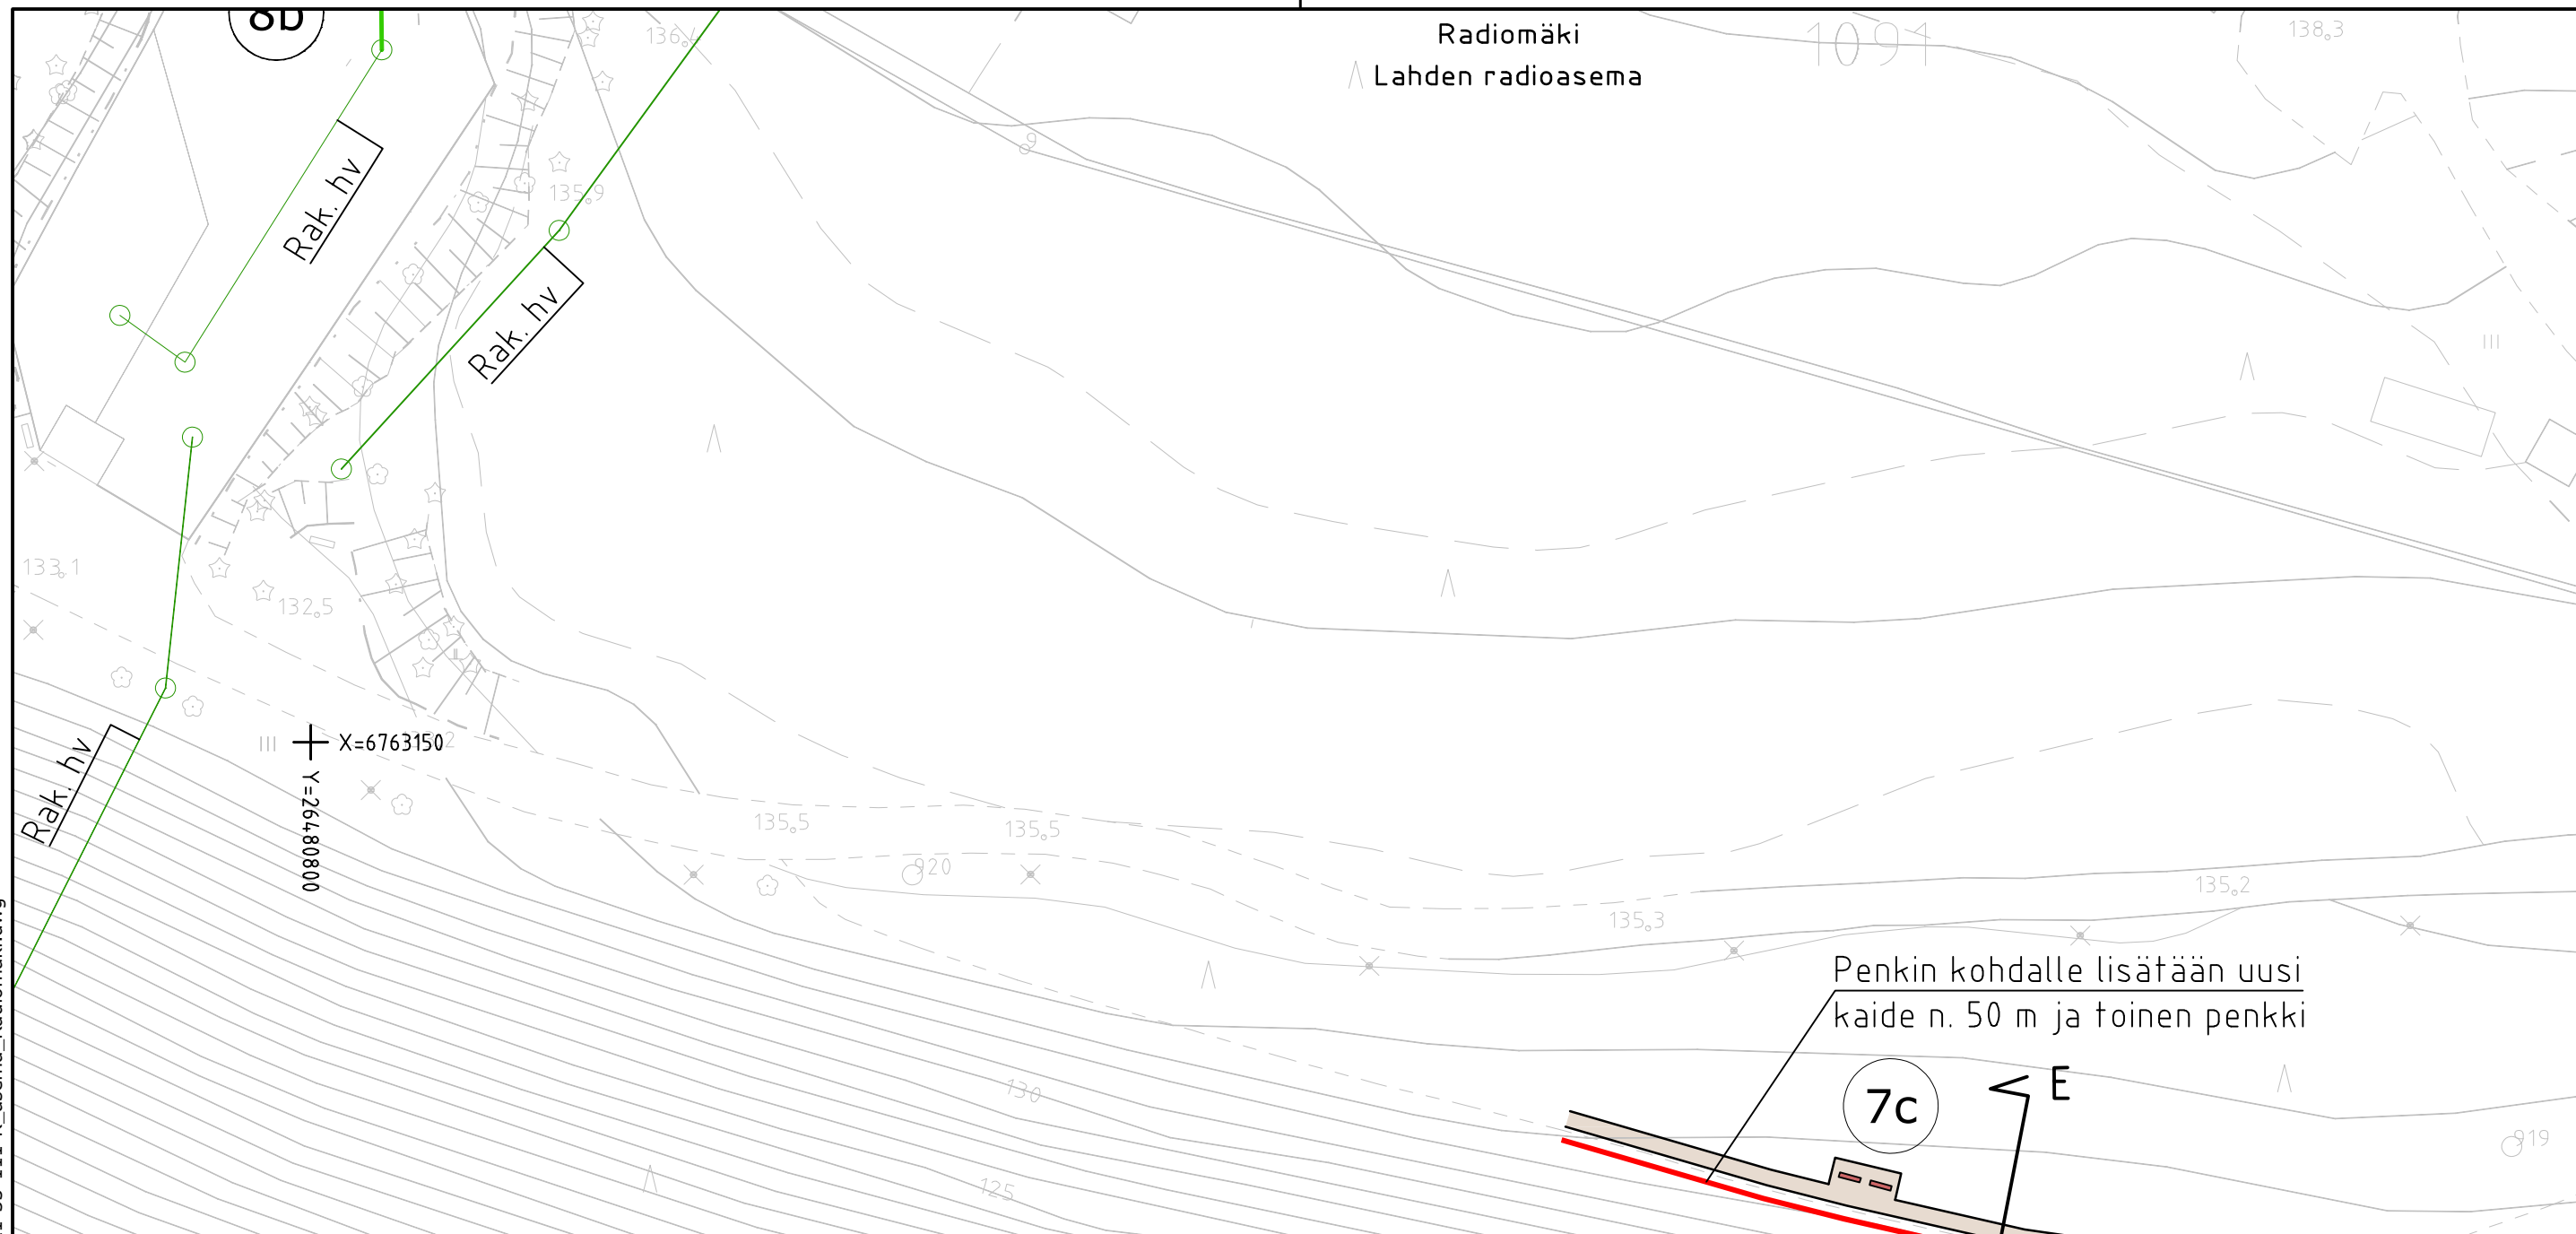 8b
136,
Radiomäki
Lahden radioasema
1091
138,3
9
Rak. hv
135,9
Rak. hv
133,1
132,5
X=6763150
Y=26480800
Rak. hv
135,5
135,5
920
135,2
135,3
Penkin kohdalle lisätään uusi
kaide n. 50 m ja toinen penkki
7c
E
130
919
125